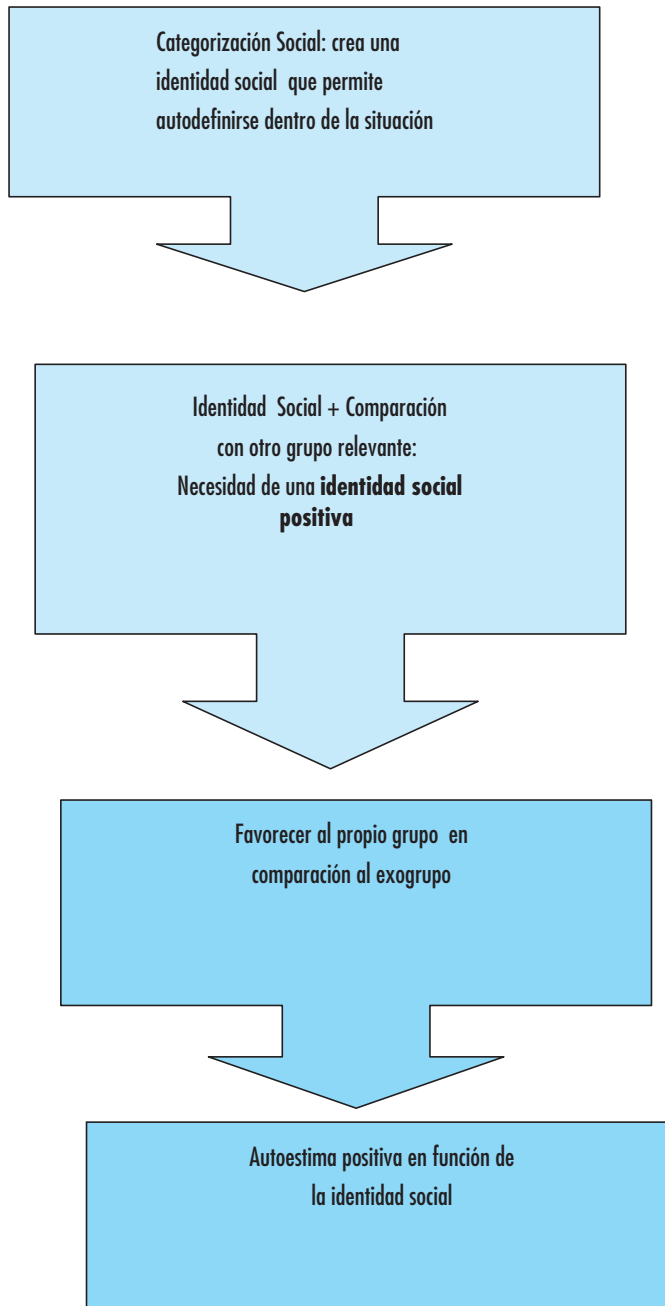 Categorización Social: crea una
identidad social que permite
autodefinirse dentro de la situación
Identidad Social + Comparación
con otro grupo relevante:
Necesidad de una identidad social
positiva
Favorecer al propio grupo en
comparación al exogrupo
Autoestima positiva en función de
la identidad social